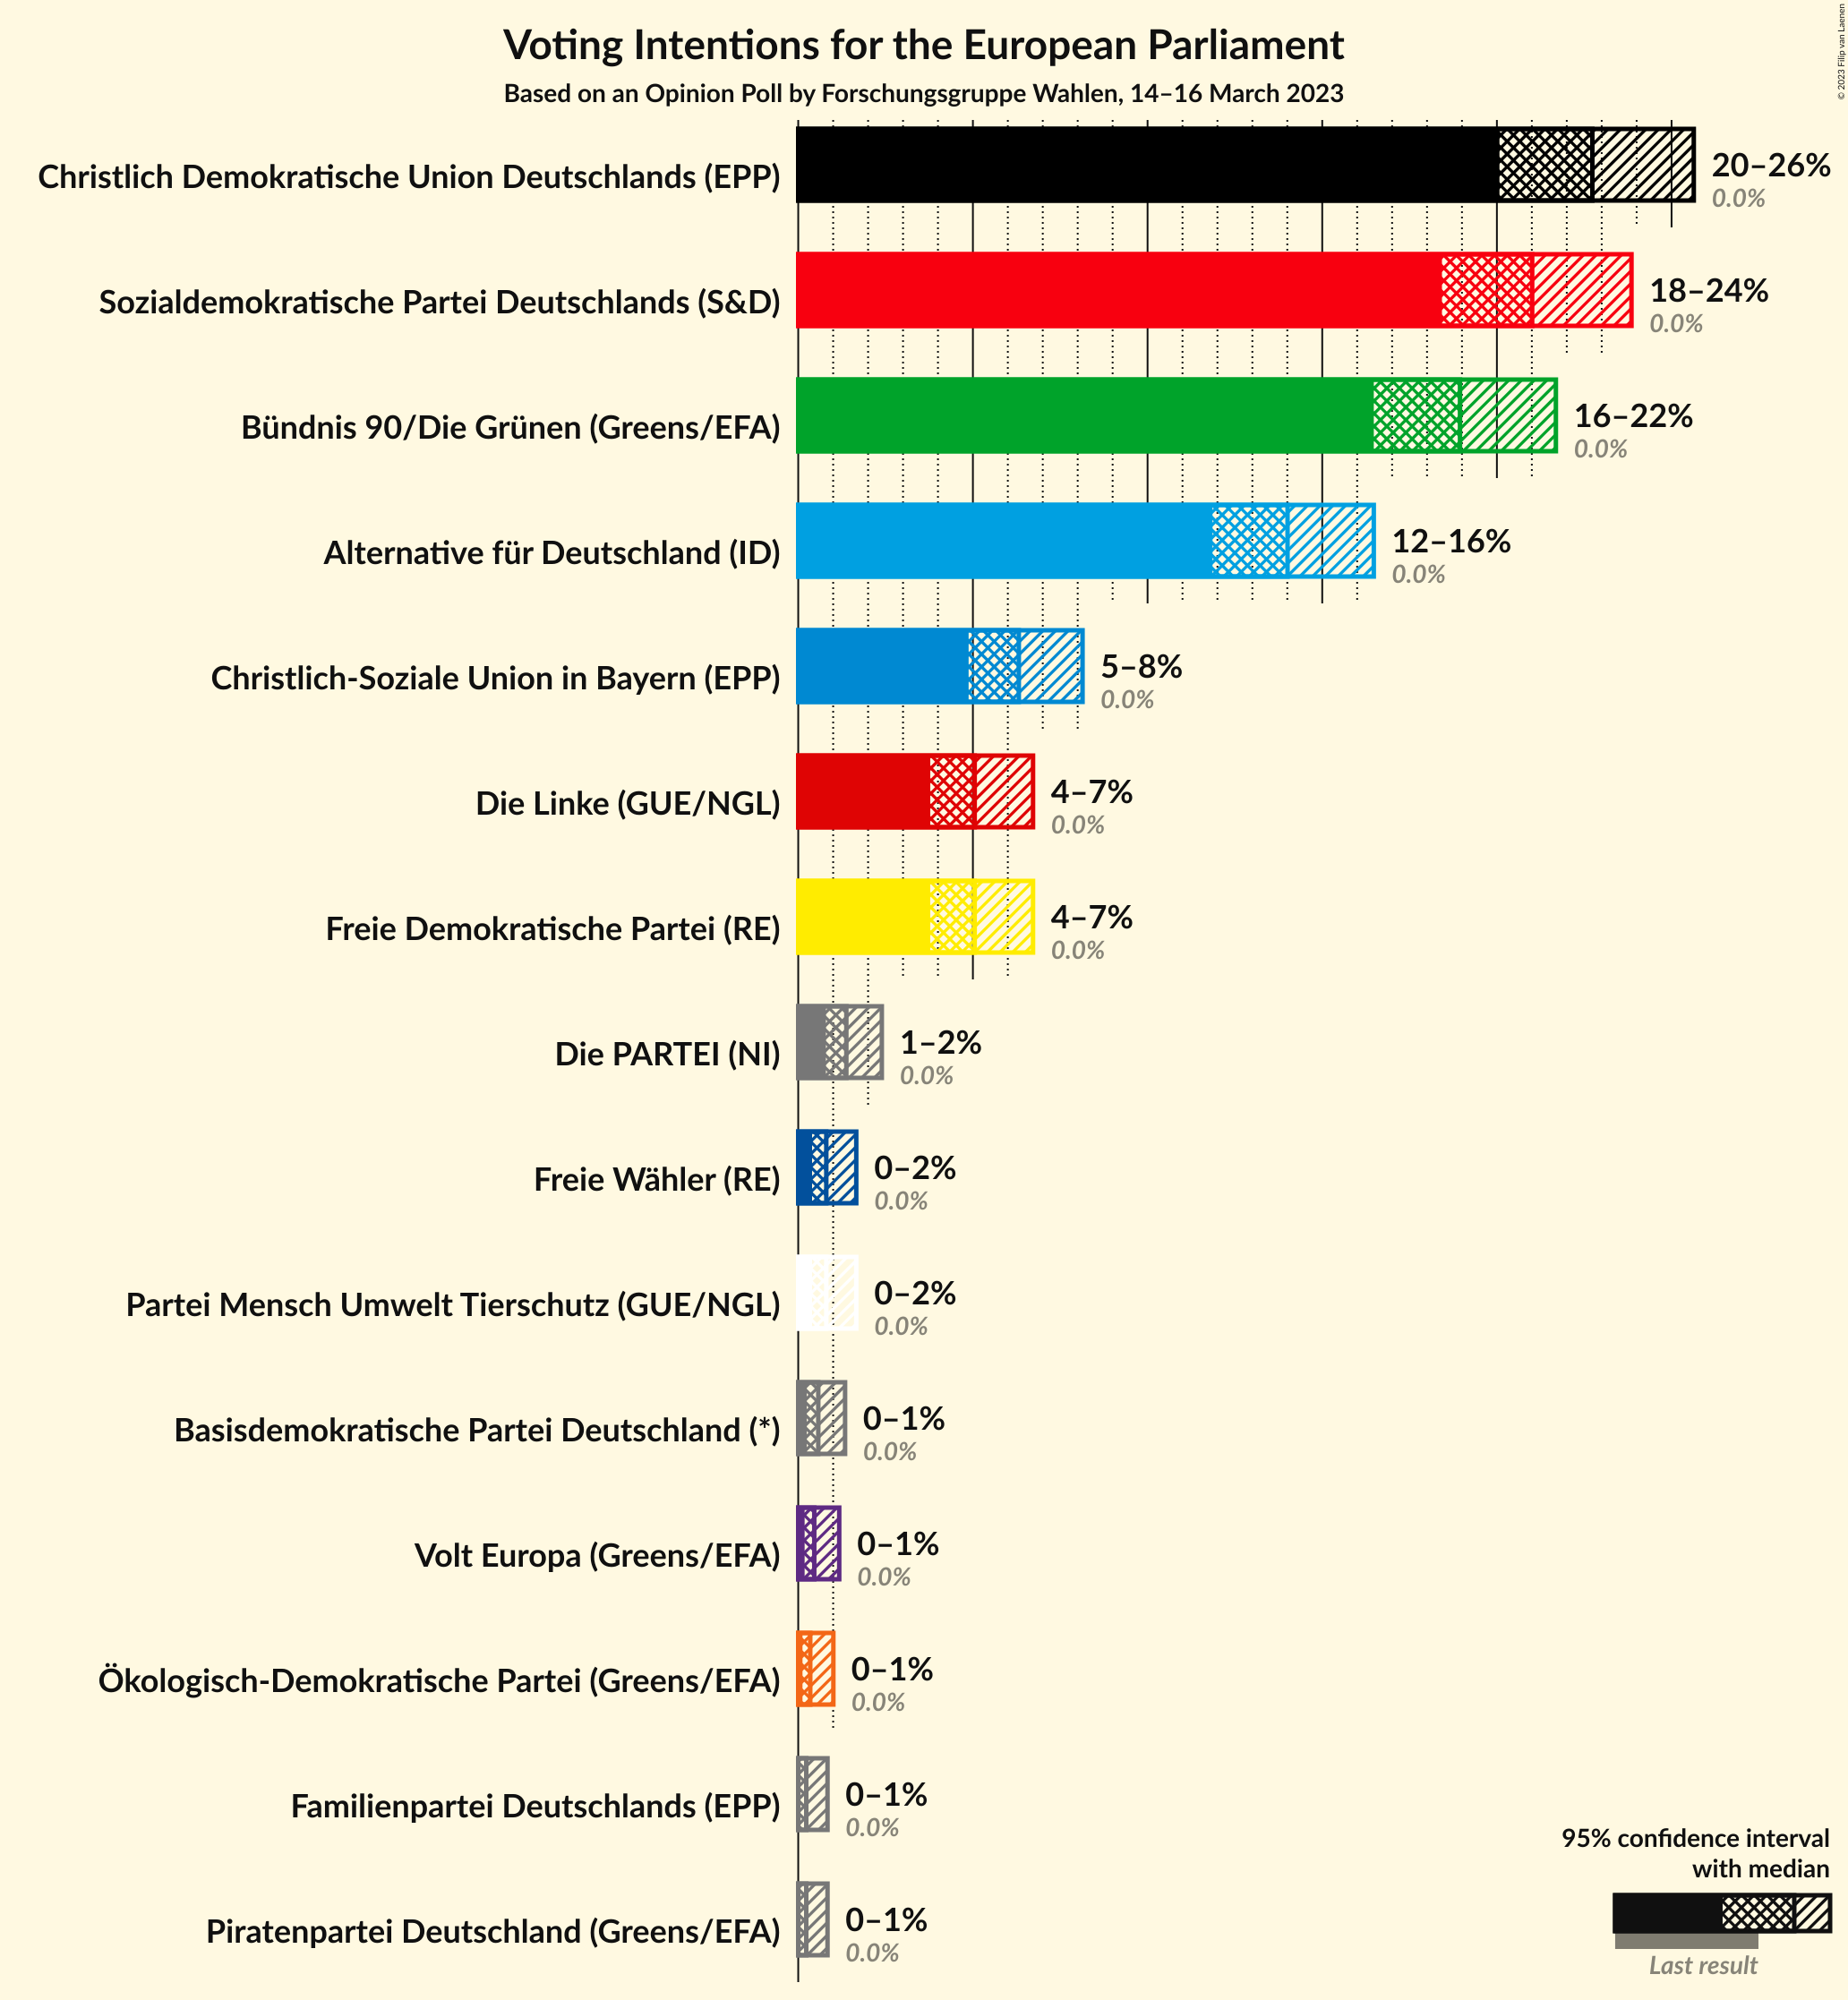 Voting Intentions for the European Parliament
Based on an Opinion Poll by Forschungsgruppe Wahlen, 14–16 March 2023
© 2023 Filip van Laenen
Christlich Demokratische Union Deutschlands (EPP)
20–26%
0.0%
Sozialdemokratische Partei Deutschlands (S&D)
18–24%
0.0%
Bündnis 90/Die Grünen (Greens/EFA)
16–22%
0.0%
Alternative für Deutschland (ID)
12–16%
0.0%
Christlich-Soziale Union in Bayern (EPP)
5–8%
0.0%
Die Linke (GUE/NGL)
4–7%
0.0%
Freie Demokratische Partei (RE)
4–7%
0.0%
Die PARTEI (NI)
1–2%
0.0%
Freie Wähler (RE)
0–2%
0.0%
Partei Mensch Umwelt Tierschutz (GUE/NGL)
0–2%
0.0%
Basisdemokratische Partei Deutschland (*)
0–1%
0.0%
Volt Europa (Greens/EFA)
0–1%
0.0%
Ökologisch-Demokratische Partei (Greens/EFA)
0–1%
0.0%
Familienpartei Deutschlands (EPP)
0–1%
0.0%
Piratenpartei Deutschland (Greens/EFA)
0–1%
0.0%
95% confidence interval
with median
Last result